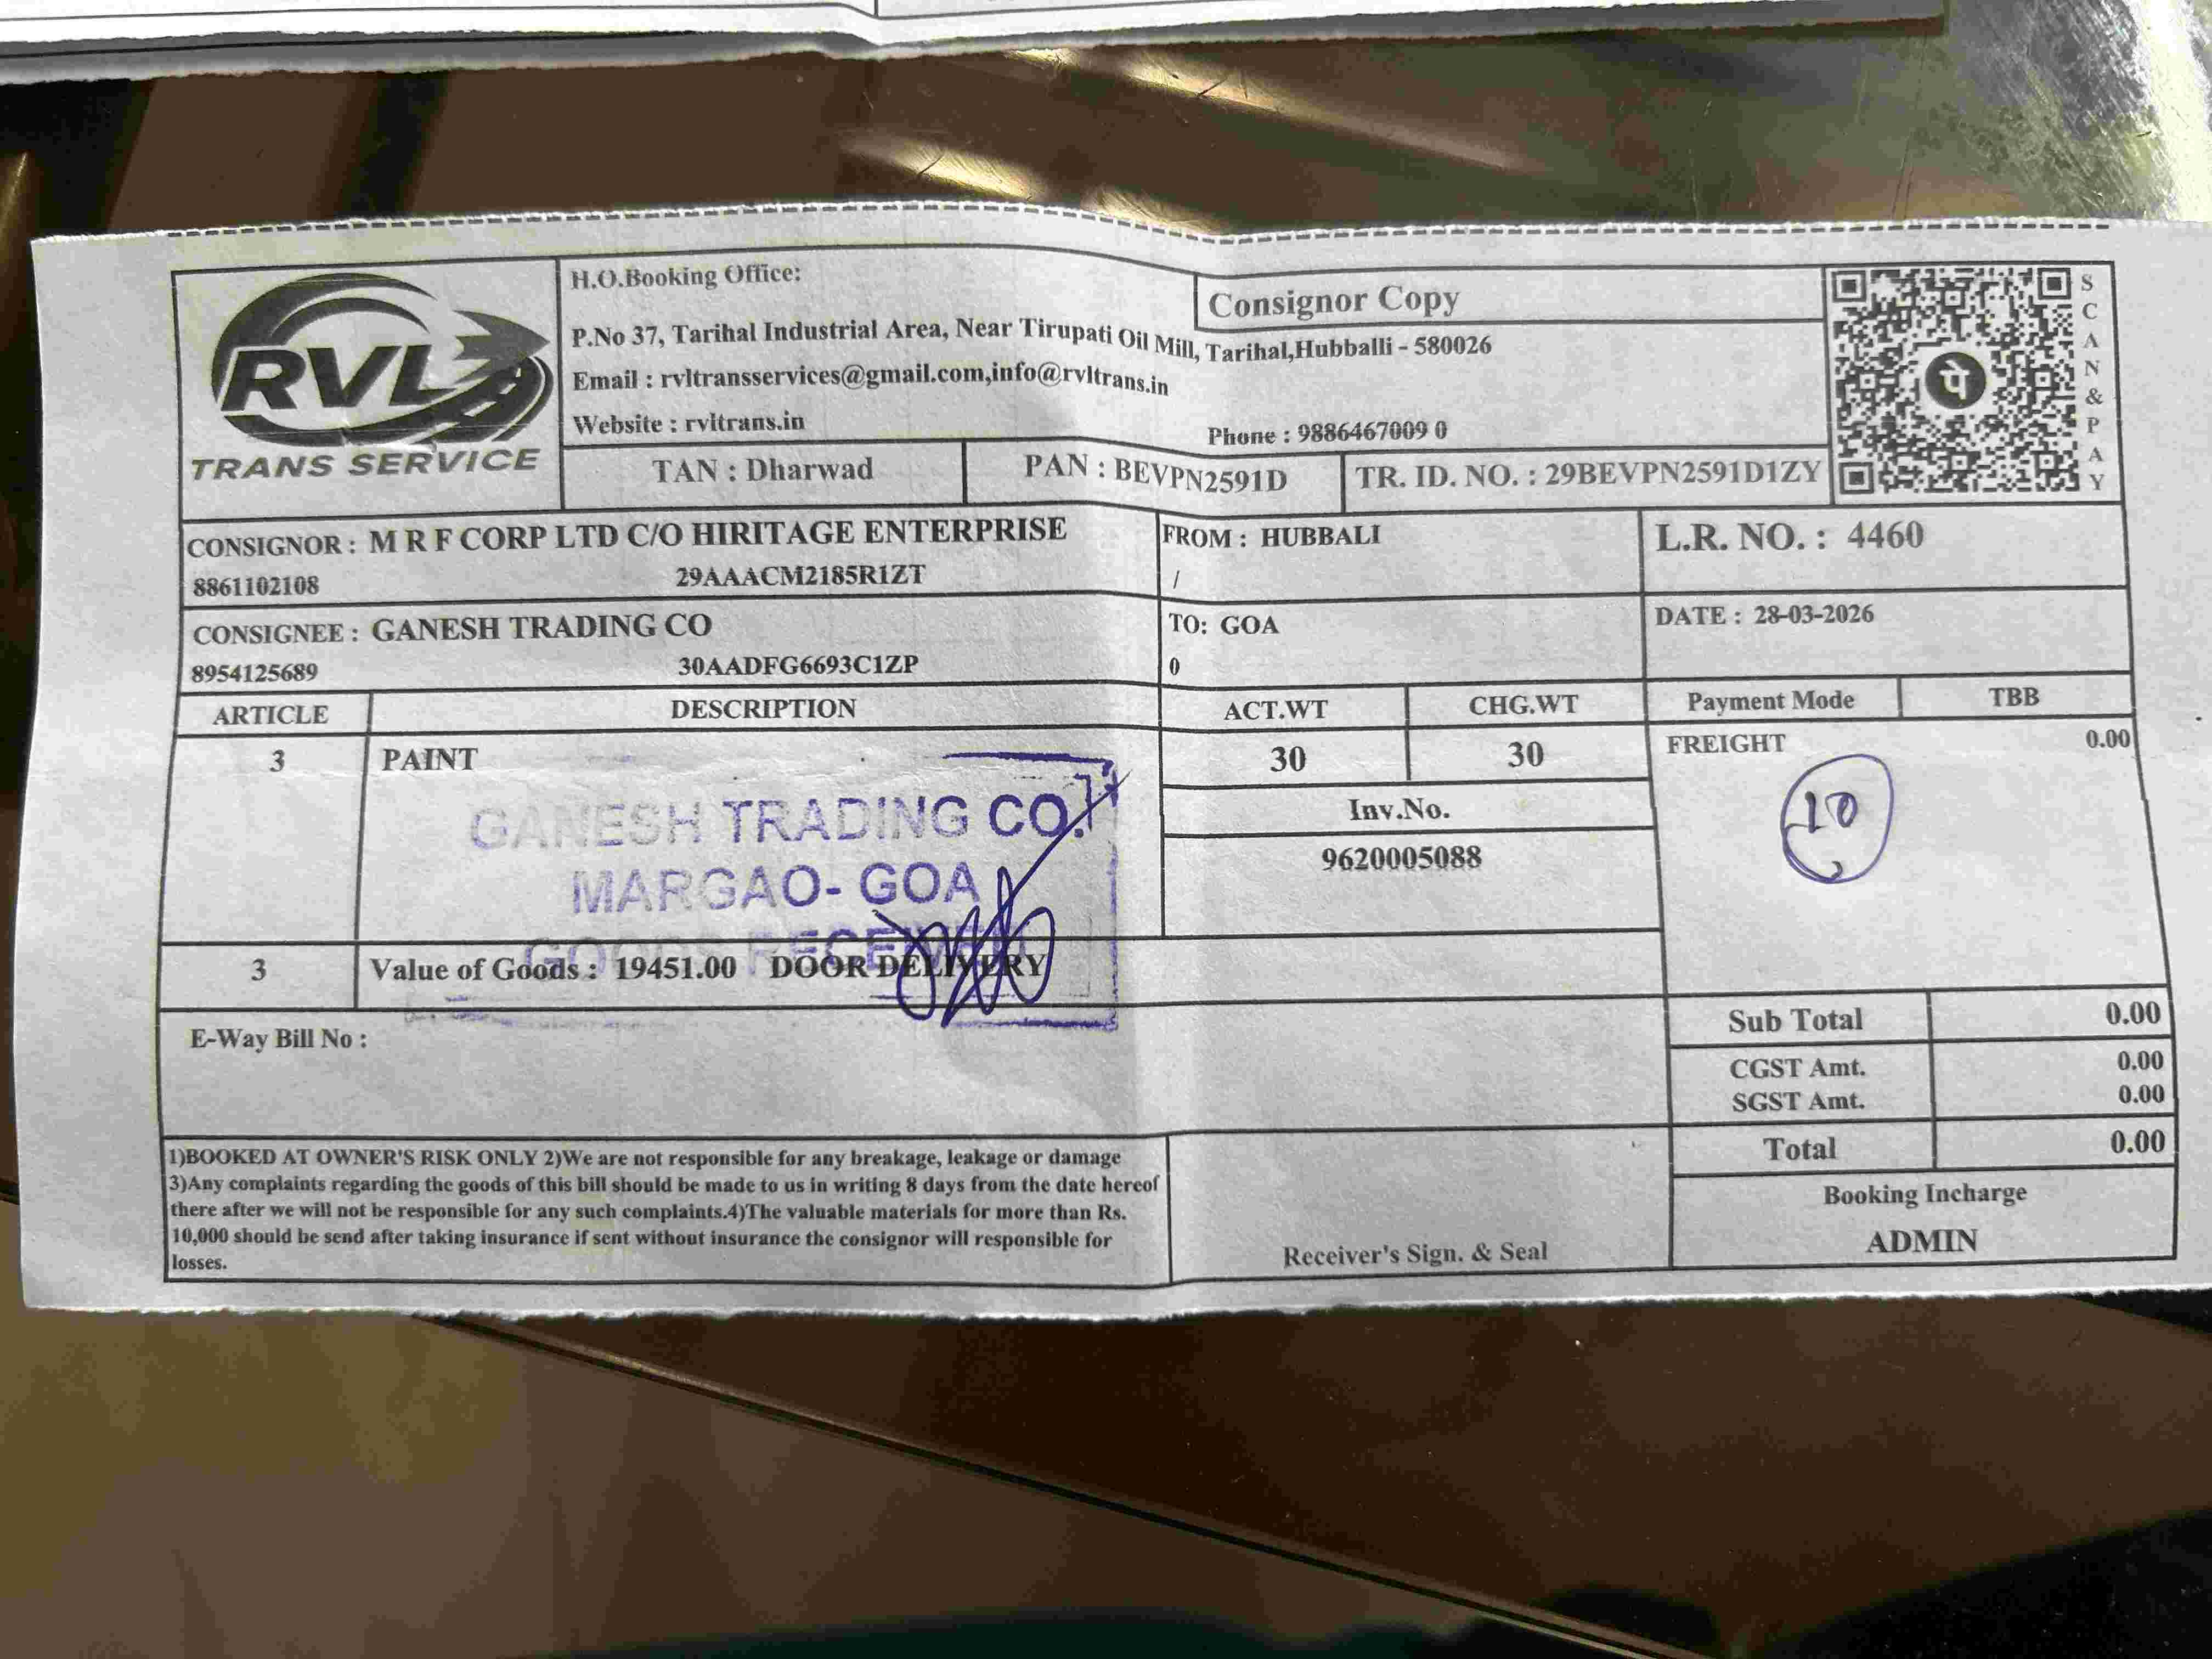 RVL
TRANS SERVICE
H.O.Booking Office:
Consignor Copy
P.No 37, Tarihal Industrial Area, Near Tirupati Oil Mill, Tarihal,Hubballi - 580026
Email : rvltransservices@gmail.com,info@rvltrans.in
Website : rvltrans.in
Phone : 9886467009 0
TAN : Dharwad
PAN : BEVPN2591D
TR. ID. NO. : 29BEVPN2591D1ZY
पे
SCAN&PAY
CONSIGNOR : M R F CORP LTD C/O HIRITAGE ENTERPRISE
8861102108 29AAACM2185R1ZT
FROM : HUBBALI
/
L.R. NO. : 4460
CONSIGNEE : GANESH TRADING CO
8954125689 30AADFG6693C1ZP
TO: GOA
0
DATE : 28-03-2026
ARTICLE DESCRIPTION ACT.WT CHG.WT Payment Mode TBB
3 PAINT 30 30 FREIGHT 0.00
10
Inv.No.
9620005088
GANESH TRADING CO.
MARGAO- GOA
GOODS RECEIVED
3 Value of Goods : 19451.00 DOOR DELIVERY
E-Way Bill No :
Sub Total 0.00
CGST Amt. 0.00
SGST Amt. 0.00
Total 0.00
1)BOOKED AT OWNER'S RISK ONLY 2)We are not responsible for any breakage, leakage or damage
3)Any complaints regarding the goods of this bill should be made to us in writing 8 days from the date hereof
there after we will not be responsible for any such complaints.4)The valuable materials for more than Rs.
10,000 should be send after taking insurance if sent without insurance the consignor will responsible for
losses.
Receiver's Sign. & Seal
Booking Incharge
ADMIN